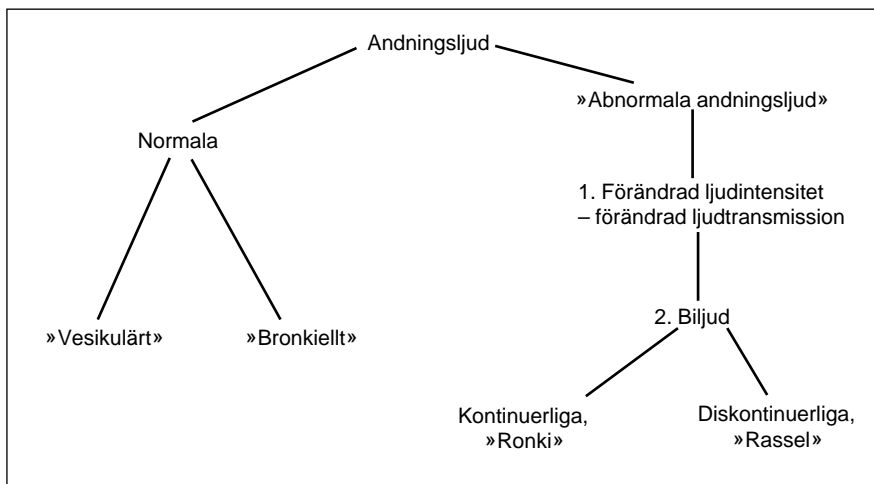 Andningsljud
»Abnormala andningsljud»
Normala
1. Förändrad ljudintensitet
– förändrad ljudtransmission
»Vesikulärt»
»Bronkiellt»
2. Biljud
Kontinuerliga,
»Ronki»
Diskontinuerliga,
»Rassel»